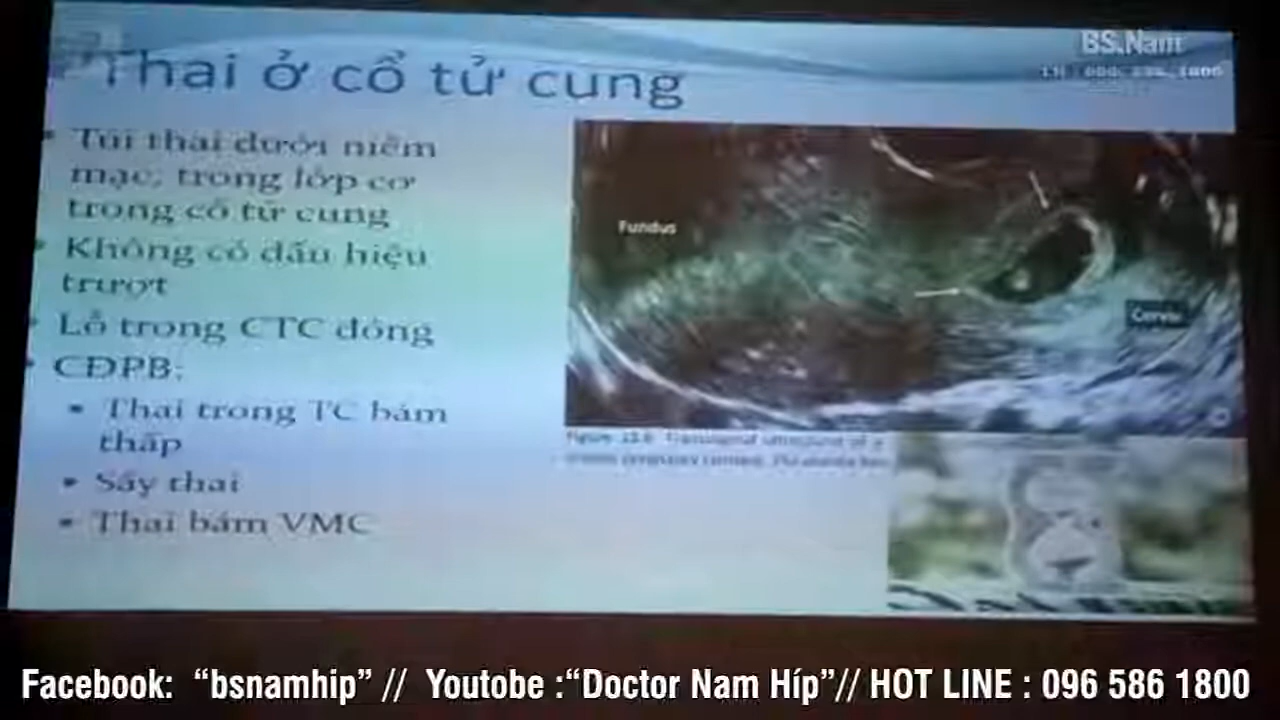 Thai ở cổ tử cung
BS.Nam
Túi thai dưới niêm
mạc, trong lớp cơ
trong cổ tử cung
Không có dấu hiệu
trượt
Lỗ trong CTC đóng
CĐPB:
Thai trong TC bám
thấp
Sẩy thai
Thai bám VMC
Fundus
Cervix
Facebook: “bsnamhip” // Youtobe :“Doctor Nam Híp”// HOT LINE : 096 586 1800